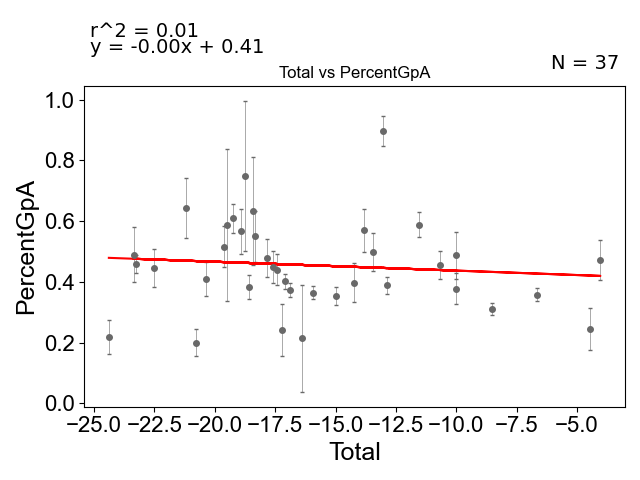 r^2 = 0.01
y = -0.00x + 0.41
N = 37
Total vs PercentGpA
PercentGpA
1.0
0.8
0.6
0.4
0.2
0.0
−25.0 −22.5 −20.0 −17.5 −15.0 −12.5 −10.0 −7.5 −5.0
Total